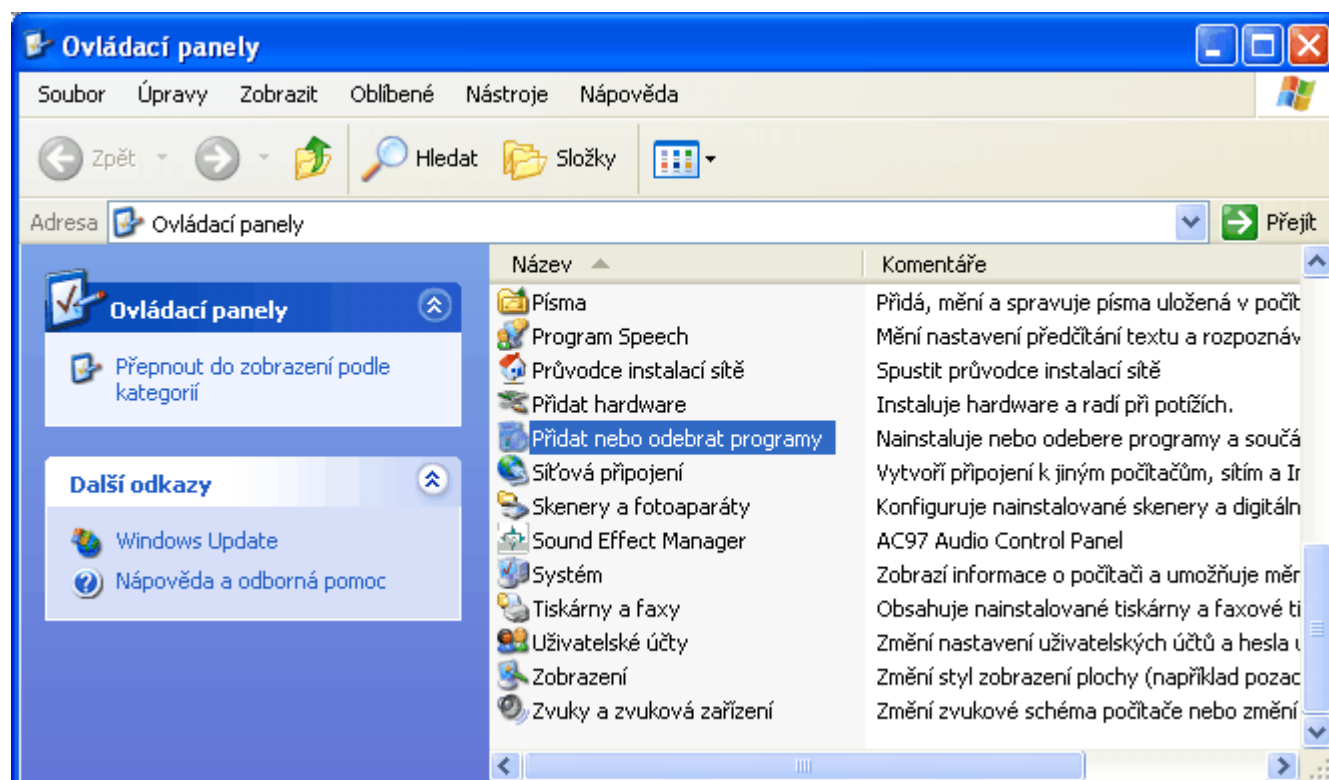 Ovládací panely
Soubor Úpravy Zobrazit Oblíbené Nástroje Nápověda
Zpět Hledat Složky
Adresa Ovládací panely Přejít
Název Komentáře
Ovládací panely
Přepnout do zobrazení podle
kategorií
Další odkazy
Windows Update
Nápověda a odborná pomoc
Písma Přidá, mění a spravuje písma uložená v počít
Program Speech Mění nastavení předčítání textu a rozpoznáv
Průvodce instalací sítě Spustit průvodce instalací sítě
Přidat hardware Instaluje hardware a radí při potížích.
Přidat nebo odebrat programy Nainstaluje nebo odebere programy a součá
Síťová připojení Vytvoří připojení k jiným počítačům, sítím a In
Skenery a fotoaparáty Konfiguruje nainstalované skenery a digitáln
Sound Effect Manager AC97 Audio Control Panel
Systém Zobrazí informace o počítači a umožňuje měn
Tiskárny a faxy Obsahuje nainstalované tiskárny a faxové ti
Uživatelské účty Změní nastavení uživatelských účtů a hesla u
Zobrazení Změní styl zobrazení plochy (například pozad
Zvuky a zvuková zařízení Změní zvukové schéma počítače nebo změní